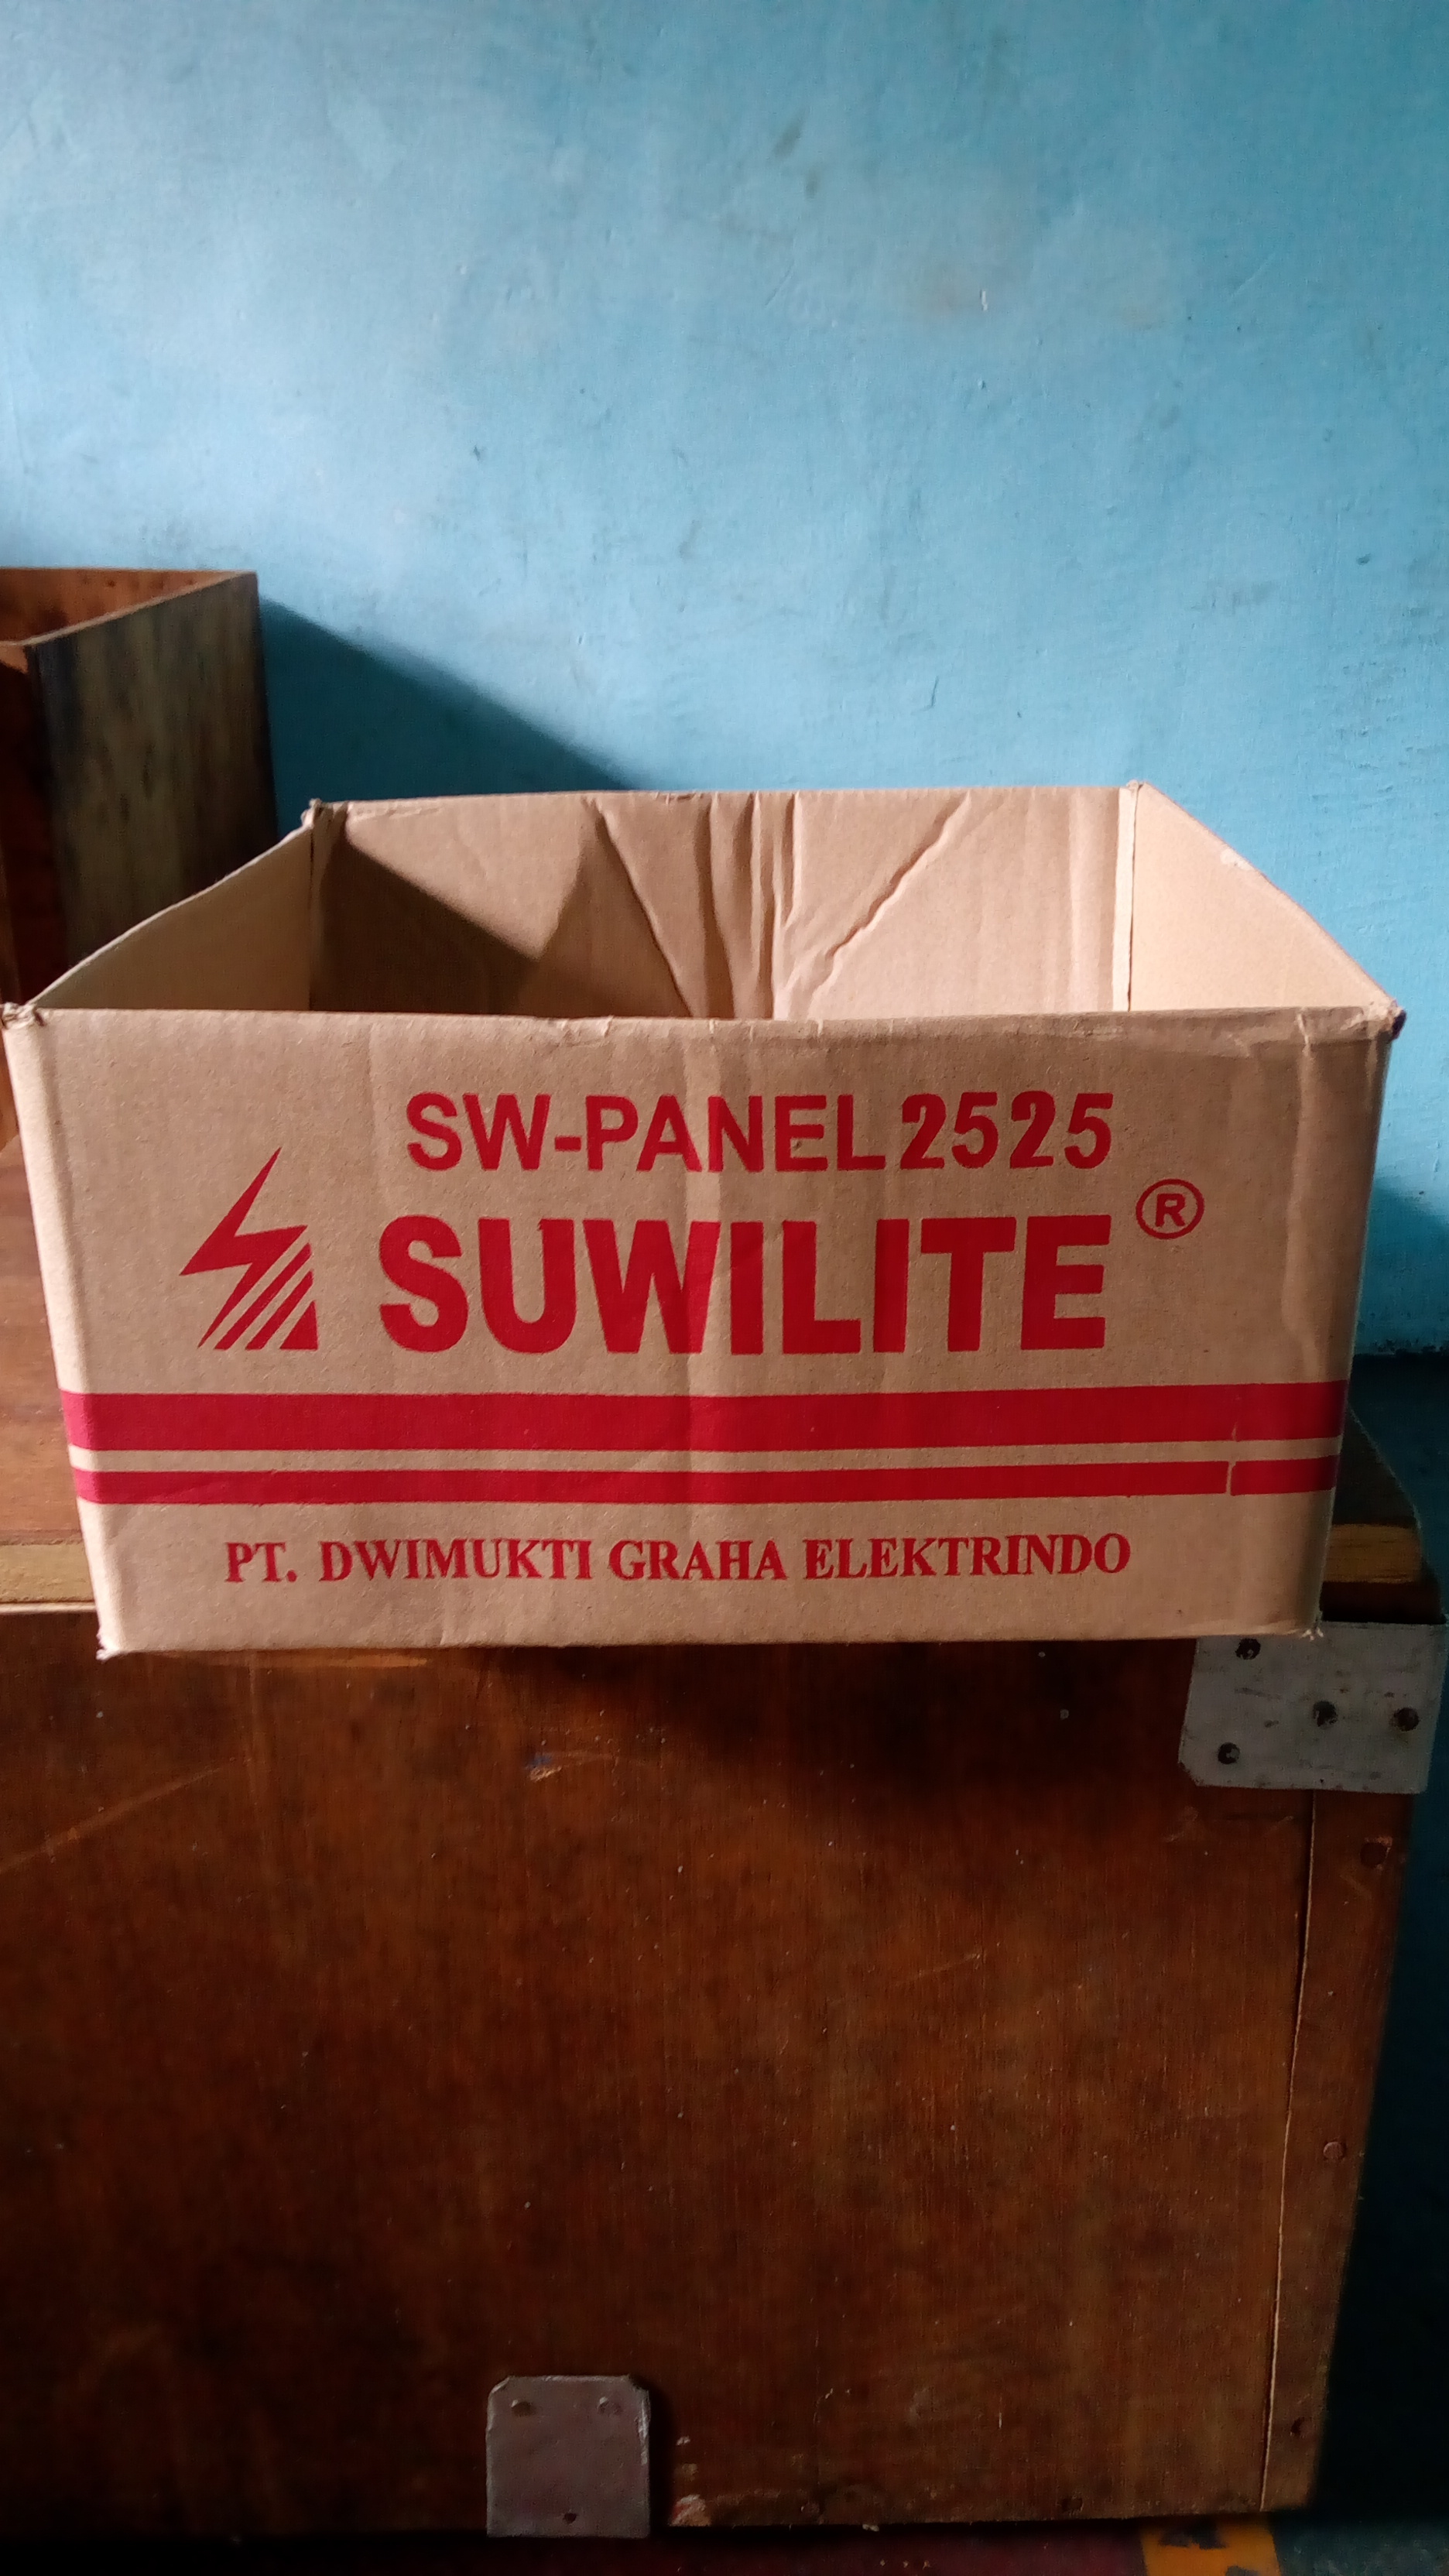 SW-PANEL 2525
SUWILITE®
PT. DWIMUKTI GRAHA ELEKTRINDO